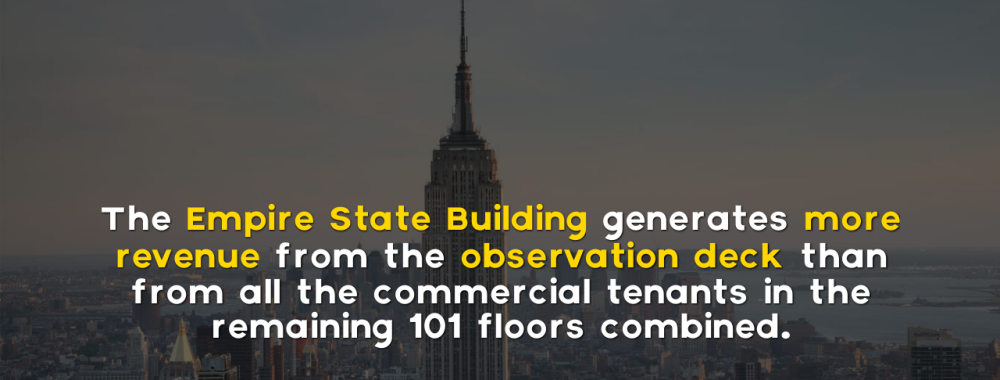 The Empire State Building generates more
revenue from the observation deck than
from all the commercial tenants in the
remaining 101 floors combined.